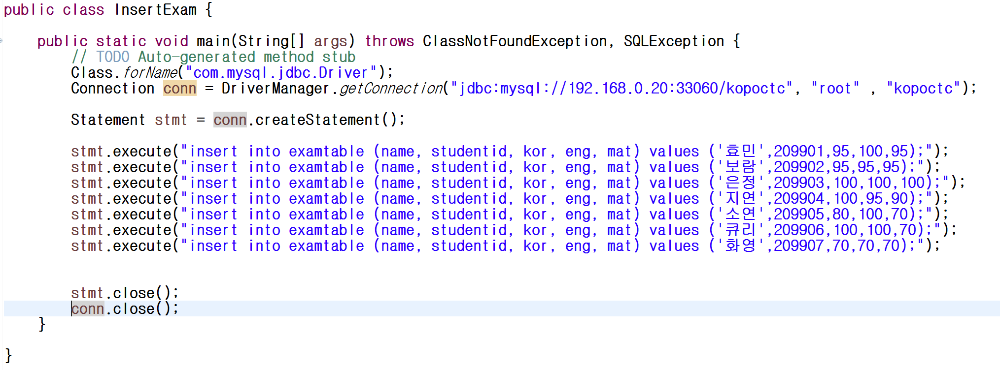 public class InsertExam {
public static void main(String[] args) throws ClassNotFoundException, SQLException {
// TODO Auto-generated method stub
Class.forName("com.mysql.jdbc.Driver");
Connection conn = DriverManager.getConnection("jdbc:mysql://192.168.0.20:33060/kopoctc", "root" , "kopoctc");
Statement stmt = conn.createStatement();
stmt.execute("insert into examtable (name, studentid, kor, eng, mat) values ('효민',209901,95,100,95);");
stmt.execute("insert into examtable (name, studentid, kor, eng, mat) values ('보람',209902,95,95,95);");
stmt.execute("insert into examtable (name, studentid, kor, eng, mat) values ('은정',209903,100,100,100);");
stmt.execute("insert into examtable (name, studentid, kor, eng, mat) values ('지연',209904,100,95,90);");
stmt.execute("insert into examtable (name, studentid, kor, eng, mat) values ('소연',209905,80,100,70);");
stmt.execute("insert into examtable (name, studentid, kor, eng, mat) values ('큐리',209906,100,100,70);");
stmt.execute("insert into examtable (name, studentid, kor, eng, mat) values ('화영',209907,70,70,70);");
stmt.close();
conn.close();
}
}